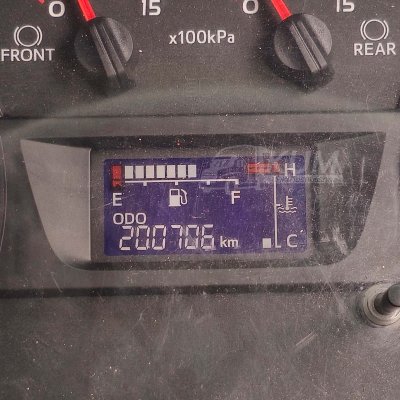 0 15 0 15
FRONT x100kPa REAR
H
E F
ODO
200706 km C